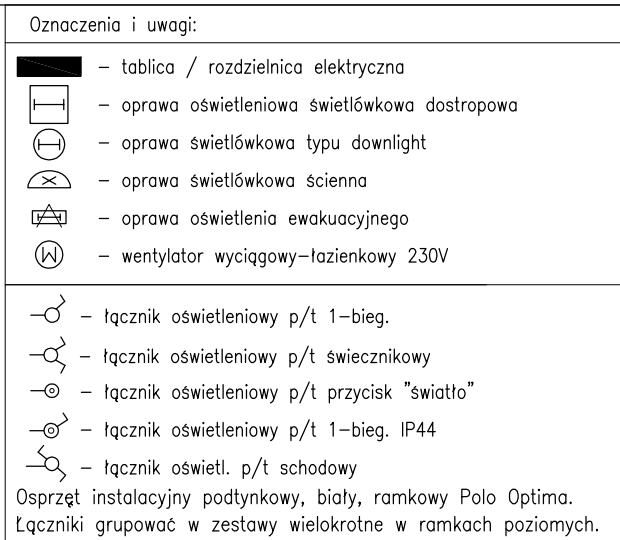 Oznaczenia i uwagi:
– tablica / rozdzielnica elektryczna
– oprawa oświetleniowa świetlówkowa dostropowa
– oprawa świetlówkowa typu downlight
– oprawa świetlówkowa ścienna
– oprawa oświetlenia ewakuacyjnego
W – wentylator wyciągowy–łazienkowy 230V
– łącznik oświetleniowy p/t 1–bieg.
– łącznik oświetleniowy p/t świecznikowy
– łącznik oświetleniowy p/t przycisk "światło"
– łącznik oświetleniowy p/t 1–bieg. IP44
– łącznik oświetl. p/t schodowy
Osprzęt instalacyjny podtynkowy, biały, ramkowy Polo Optima.
Łączniki grupować w zestawy wielokrotne w ramkach poziomych.